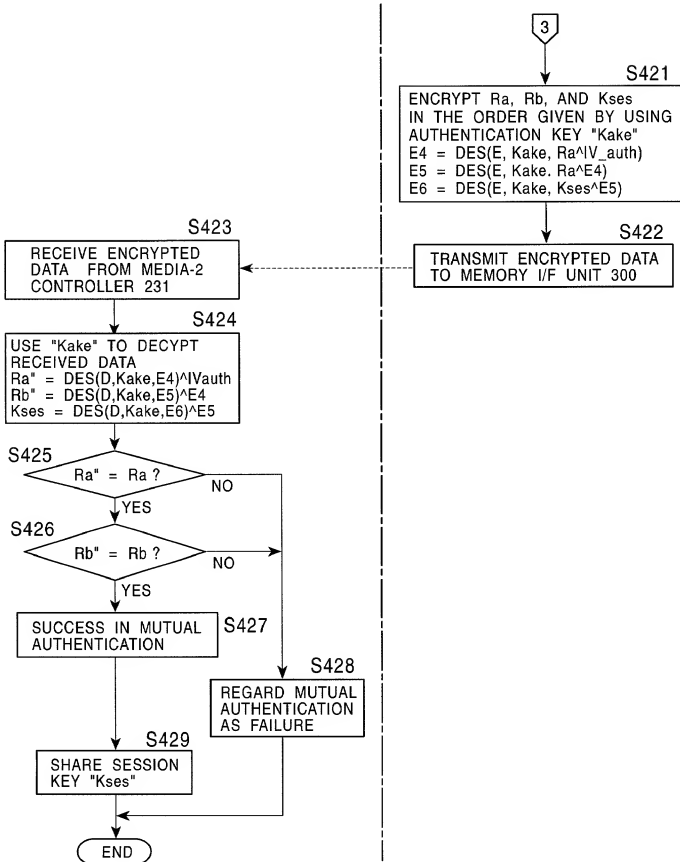 3
S421
ENCRYPT Ra, Rb, AND Kses
IN THE ORDER GIVEN BY USING
AUTHENTICATION KEY "Kake"
E4 = DES(E, Kake, Ra^IV_auth)
E5 = DES(E, Kake. Ra^E4)
E6 = DES(E, Kake, Kses^E5)
S422
TRANSMIT ENCRYPTED DATA
TO MEMORY I/F UNIT 300
S423
RECEIVE ENCRYPTED
DATA FROM MEDIA-2
CONTROLLER 231
S424
USE "Kake" TO DECYPT
RECEIVED DATA
Ra" = DES(D,Kake,E4)^IVauth
Rb" = DES(D,Kake,E5)^E4
Kses = DES(D,Kake,E6)^E5
S425
Ra" = Ra ?
NO
YES
S426
Rb" = Rb ?
NO
YES
SUCCESS IN MUTUAL
AUTHENTICATION
S427
S428
REGARD MUTUAL
AUTHENTICATION
AS FAILURE
S429
SHARE SESSION
KEY "Kses"
END